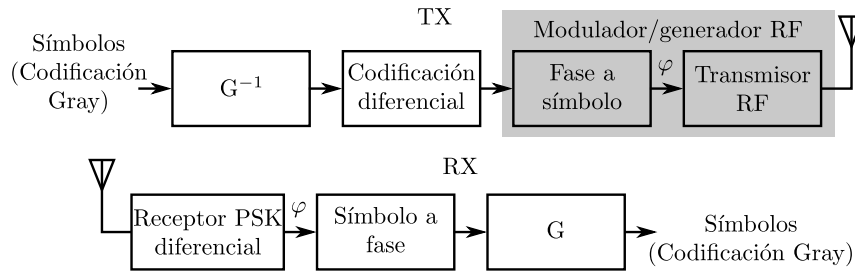 TX
Modulador/generador RF
Símbolos
(Codificación
Gray)
G⁻¹
Codificación
diferencial
Fase a
símbolo
φ
Transmisor
RF
RX
Receptor PSK
diferencial
φ
Símbolo a
fase
G
Símbolos
(Codificación Gray)